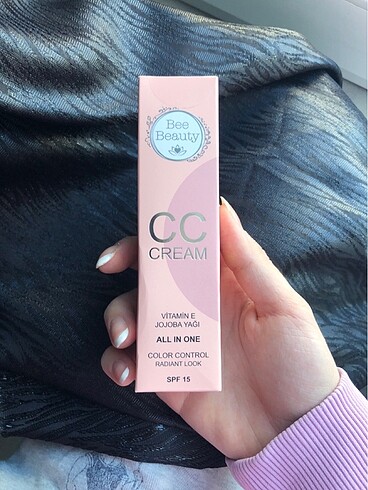 Bee
Beauty
CC
CREAM
VİTAMİN E
JOJOBA YAĞI
ALL IN ONE
COLOR CONTROL
RADIANT LOOK
SPF 15